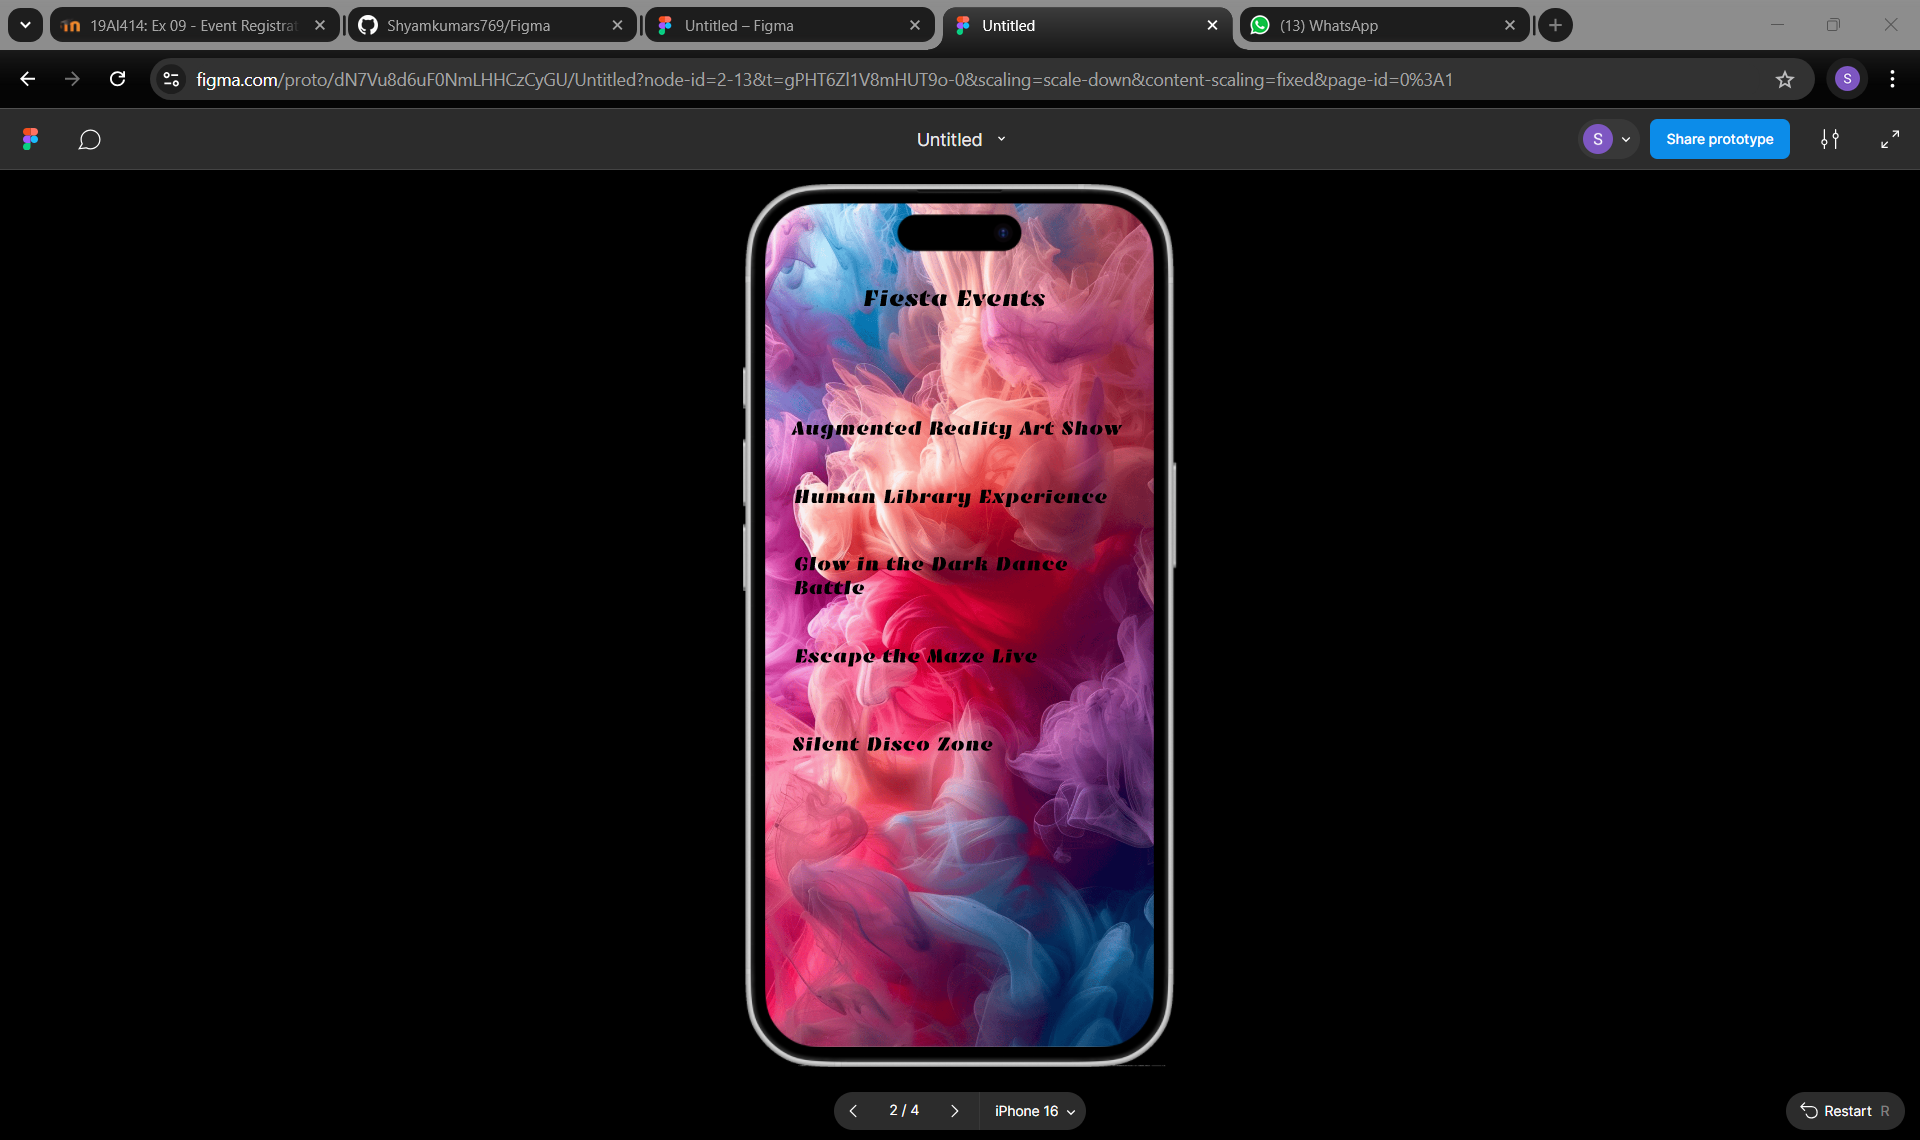 19AI414: Ex 09 - Event Registrat
Shyamkumars769/Figma
Untitled – Figma
Untitled
(13) WhatsApp
figma.com/proto/dN7Vu8d6uF0NmLHHCzCyGU/Untitled?node-id=2-13&t=gPHT6Zl1V8mHUT9o-0&scaling=scale-down&content-scaling=fixed&page-id=0%3A1
S
Untitled
S
Share prototype
Fiesta Events
Augmented Reality Art Show
Human Library Experience
Glow in the Dark Dance
Battle
Escape the Maze Live
Silent Disco Zone
2 / 4
iPhone 16
Restart R